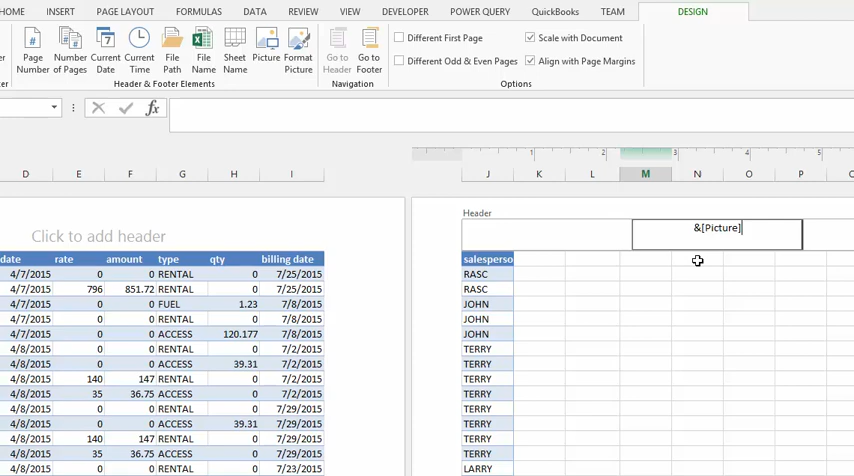 HOME INSERT PAGE LAYOUT FORMULAS DATA REVIEW VIEW DEVELOPER POWER QUERY QuickBooks TEAM DESIGN
Page Number Number of Pages Current Date Current Time File Path File Name Sheet Name Picture Format Picture Go to Header Go to Footer
Different First Page Scale with Document
Different Odd & Even Pages Align with Page Margins
Header & Footer Elements Navigation Options
fx
1 2 3 4 5
D E F G H I J K L M N O P
Header
Click to add header &[Picture]
date rate amount type qty billing date salesperso
4/7/2015 0 0 RENTAL 0 7/25/2015 RASC
4/7/2015 796 851.72 RENTAL 0 7/25/2015 RASC
4/7/2015 0 0 FUEL 1.23 7/8/2015 JOHN
4/7/2015 0 0 RENTAL 0 7/8/2015 JOHN
4/7/2015 0 0 ACCESS 120.177 7/8/2015 JOHN
4/8/2015 0 0 RENTAL 0 7/2/2015 TERRY
4/8/2015 0 0 ACCESS 39.31 7/2/2015 TERRY
4/8/2015 140 147 RENTAL 0 7/2/2015 TERRY
4/8/2015 35 36.75 ACCESS 0 7/2/2015 TERRY
4/8/2015 0 0 RENTAL 0 7/29/2015 TERRY
4/8/2015 0 0 ACCESS 39.31 7/29/2015 TERRY
4/8/2015 140 147 RENTAL 0 7/29/2015 TERRY
4/8/2015 35 36.75 ACCESS 0 7/29/2015 TERRY
4/8/2015 0 0 RENTAL 0 7/23/2015 LARRY